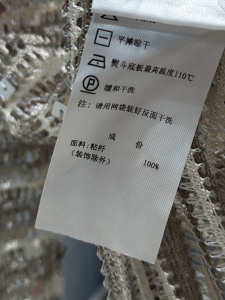 平摊晾干
熨斗底板最高温度110℃
P 缓和干洗
注：请用网袋装好反面干洗
成 份
面料:粘纤 100%
(装饰除外)